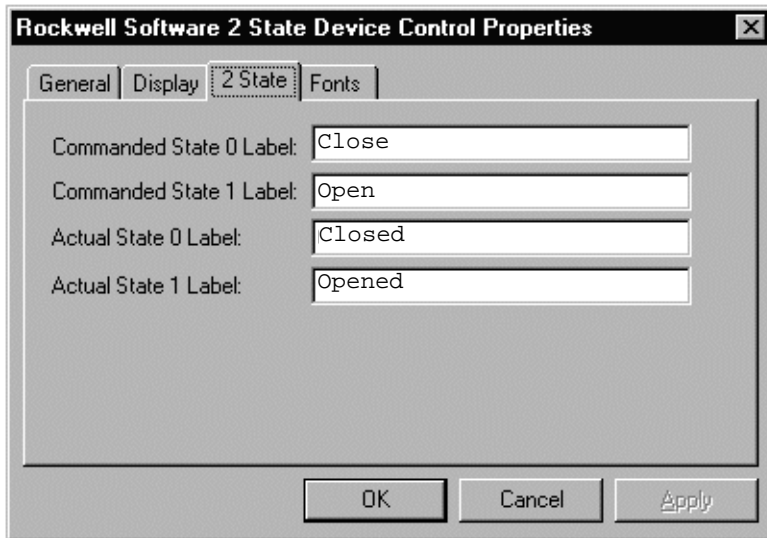 Rockwell Software 2 State Device Control Properties
General Display 2 State Fonts
Commanded State 0 Label: Close
Commanded State 1 Label: Open
Actual State 0 Label: Closed
Actual State 1 Label: Opened
OK Cancel Apply